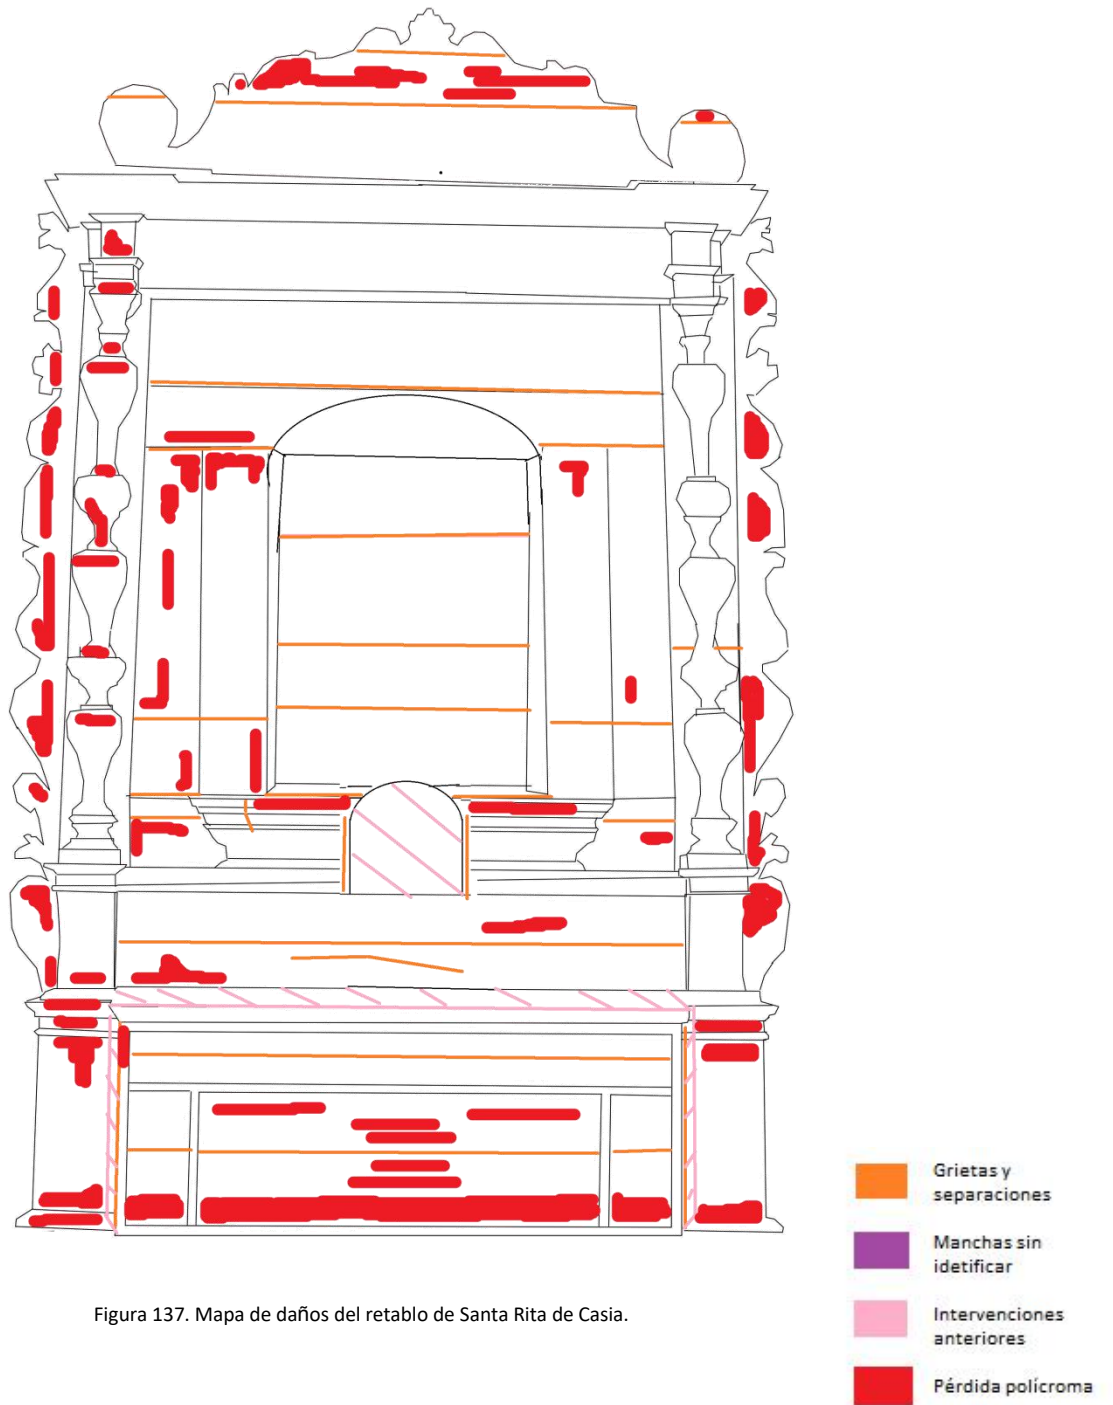 Grietas y
separaciones
Manchas sin
idetificar
Intervenciones
anteriores
Pérdida polícroma
Figura 137. Mapa de daños del retablo de Santa Rita de Casia.